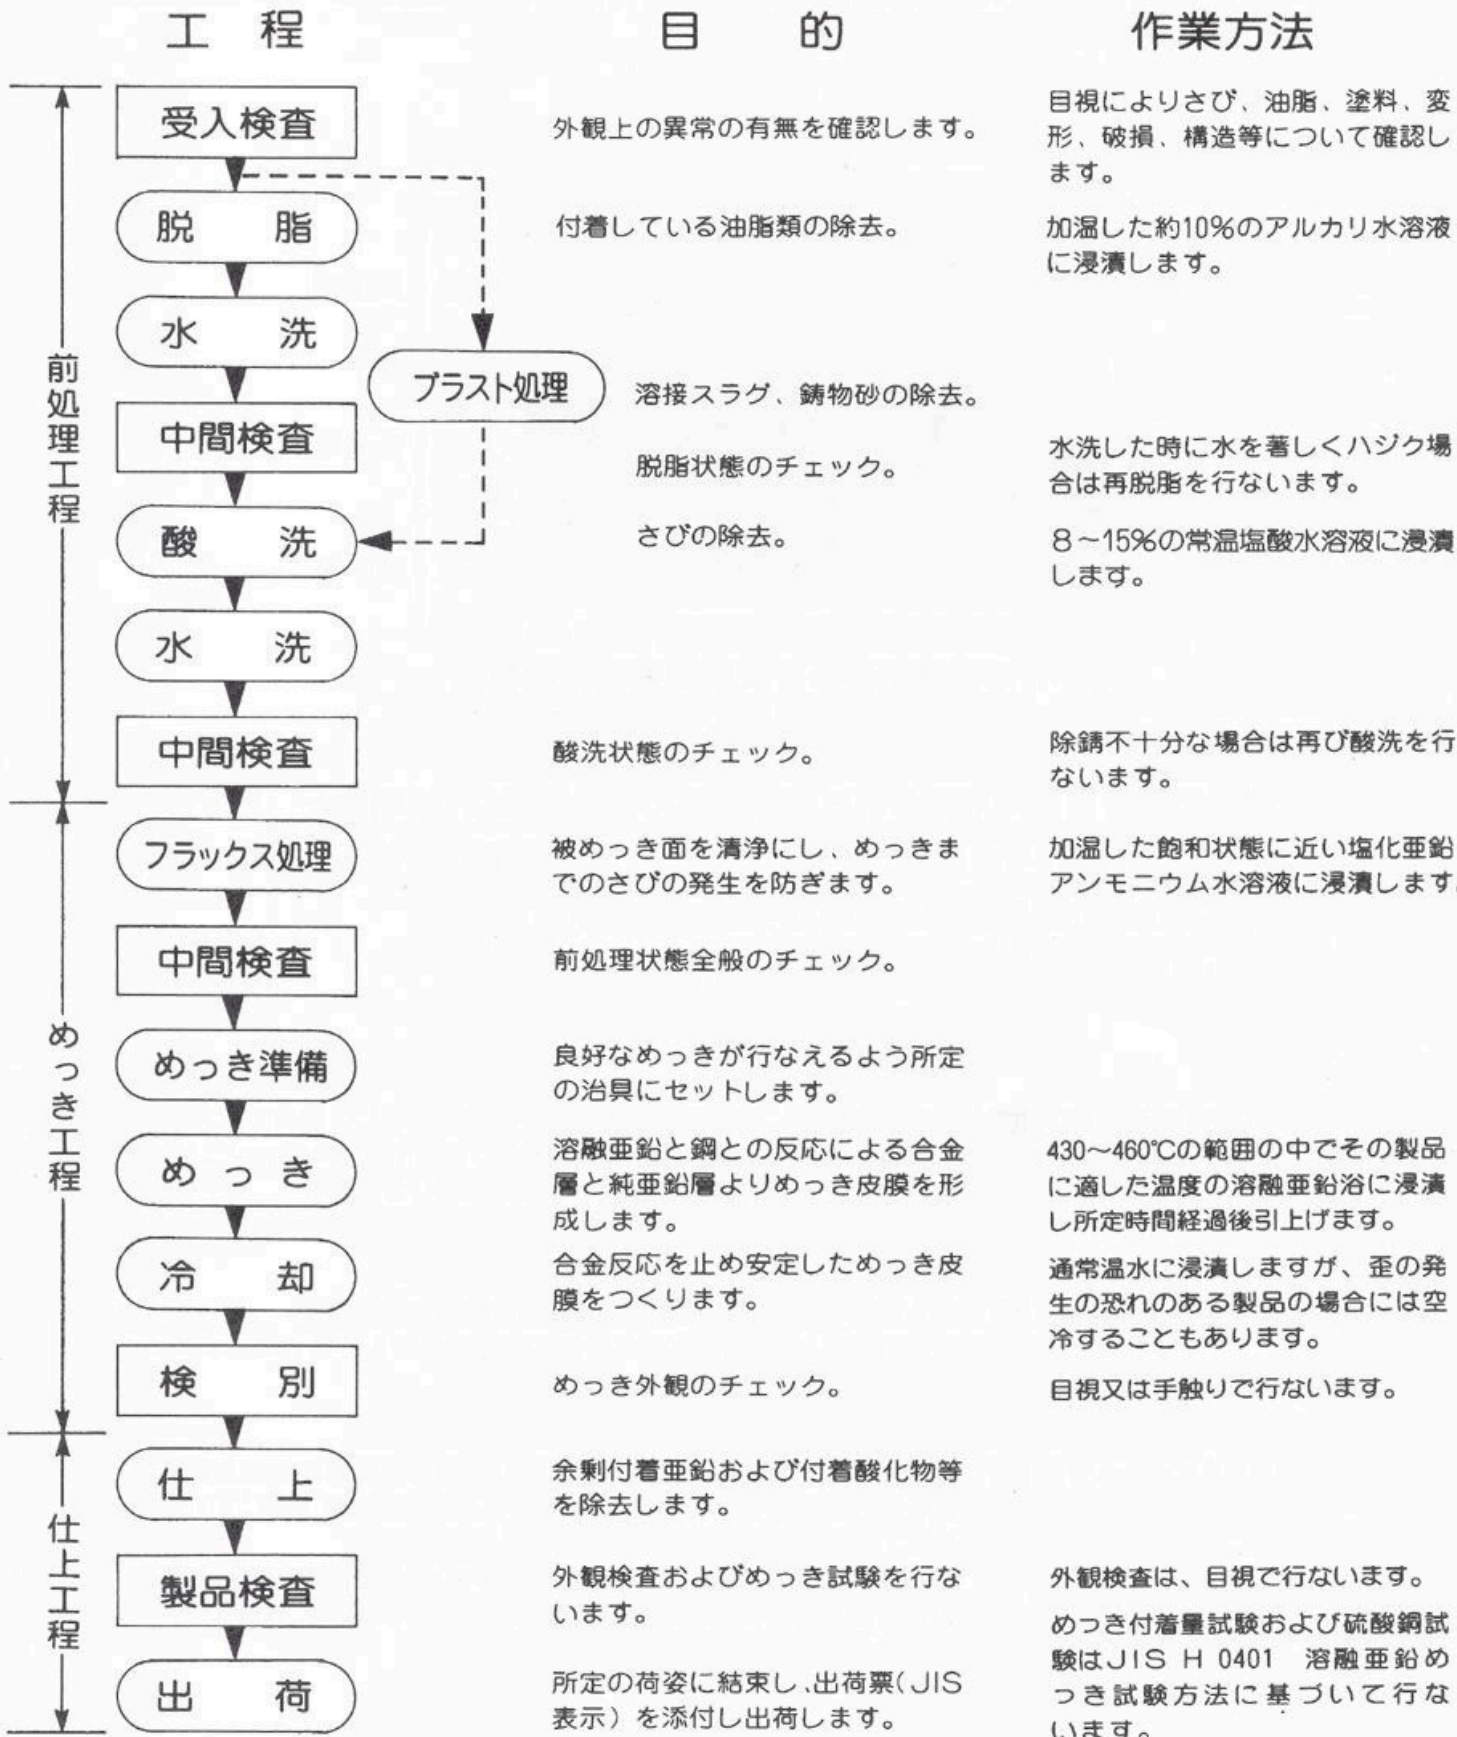 工程
目的
作業方法
前処理工程
受入検査
外観上の異常の有無を確認します。
目視によりさび、油脂、塗料、変
形、破損、構造等について確認し
ます。
脱脂
付着している油脂類の除去。
加温した約10%のアルカリ水溶液
に浸漬します。
水洗
ブラスト処理
溶接スラグ、鋳物砂の除去。
中間検査
脱脂状態のチェック。
水洗した時に水を著しくハジク場
合は再脱脂を行ないます。
酸洗
さびの除去。
8~15%の常温塩酸水溶液に浸漬
します。
水洗
中間検査
酸洗状態のチェック。
除錆不十分な場合は再び酸洗を行
ないます。
めっき工程
フラックス処理
被めっき面を清浄にし、めっきま
でのさびの発生を防ぎます。
加温した飽和状態に近い塩化亜鉛
アンモニウム水溶液に浸漬します。
中間検査
前処理状態全般のチェック。
めっき準備
良好なめっきが行なえるよう所定
の治具にセットします。
めっき
溶融亜鉛と鋼との反応による合金
層と純亜鉛層よりめっき皮膜を形
成します。
430~460℃の範囲の中でその製品
に適した温度の溶融亜鉛浴に浸漬
し所定時間経過後引上げます。
冷却
合金反応を止め安定しためっき皮
膜をつくります。
通常温水に浸漬しますが、歪の発
生の恐れのある製品の場合には空
冷することもあります。
検別
めっき外観のチェック。
目視又は手触りで行ないます。
仕上工程
仕上
余剰付着亜鉛および付着酸化物等
を除去します。
製品検査
外観検査およびめっき試験を行な
います。
外観検査は、目視で行ないます。
めっき付着量試験および硫酸銅試
験はJIS H 0401 溶融亜鉛め
っき試験方法に基づいて行な
います。
出荷
所定の荷姿に結束し、出荷票(JIS
表示)を添付し出荷します。